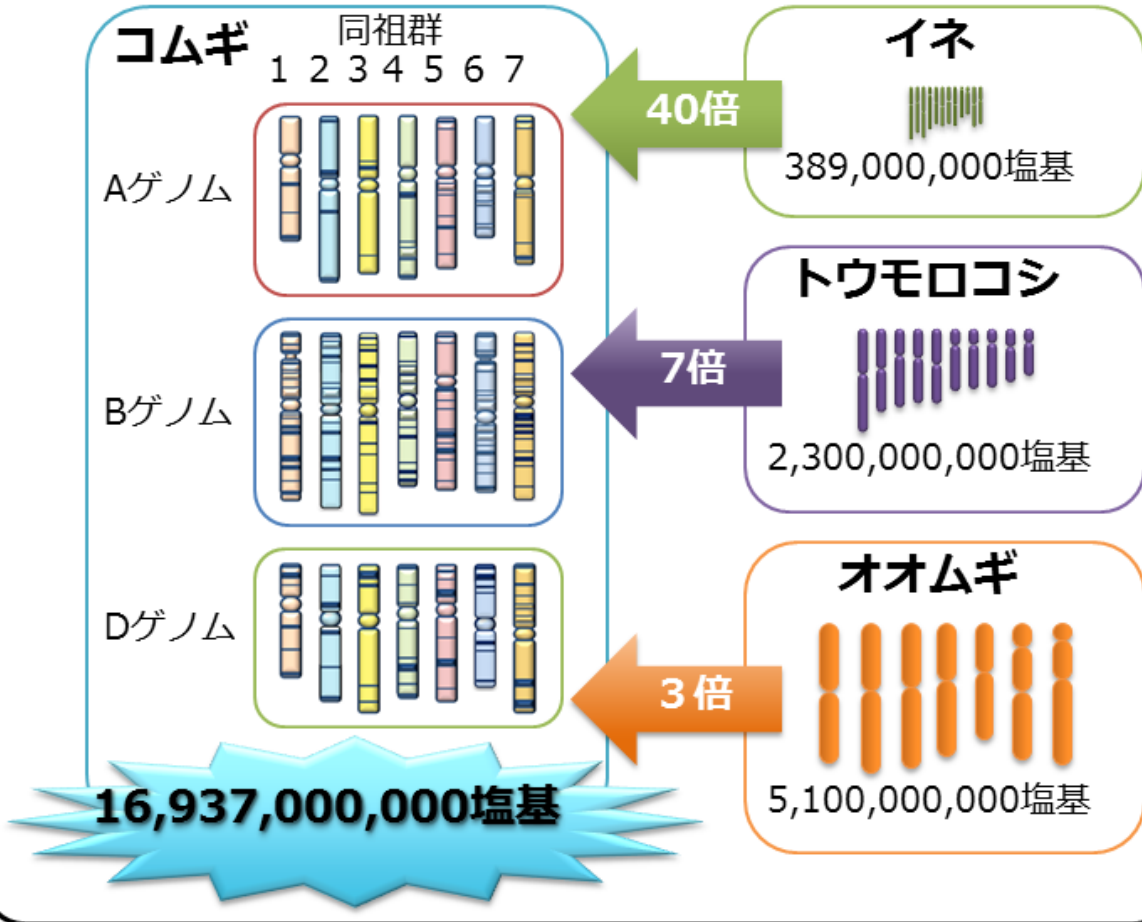 コムギ
同祖群
1 2 3 4 5 6 7
Aゲノム
Bゲノム
Dゲノム
16,937,000,000塩基
40倍
イネ
389,000,000塩基
7倍
トウモロコシ
2,300,000,000塩基
3倍
オオムギ
5,100,000,000塩基